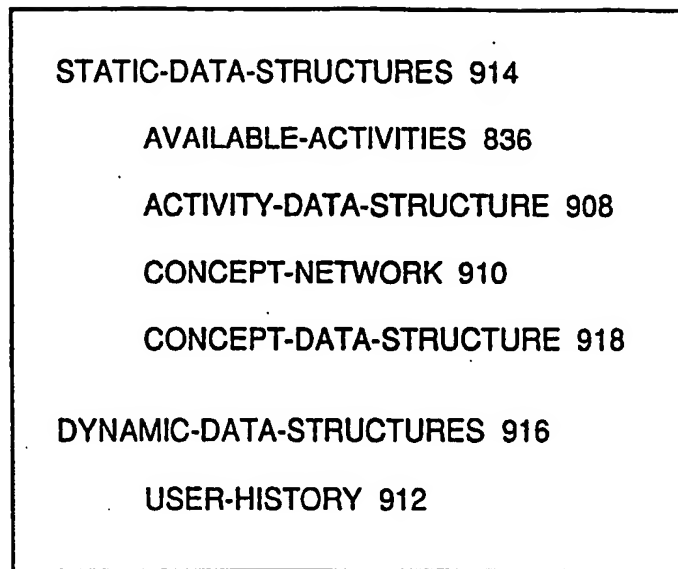 STATIC-DATA-STRUCTURES 914
AVAILABLE-ACTIVITIES 836
ACTIVITY-DATA-STRUCTURE 908
CONCEPT-NETWORK 910
CONCEPT-DATA-STRUCTURE 918
DYNAMIC-DATA-STRUCTURES 916
USER-HISTORY 912